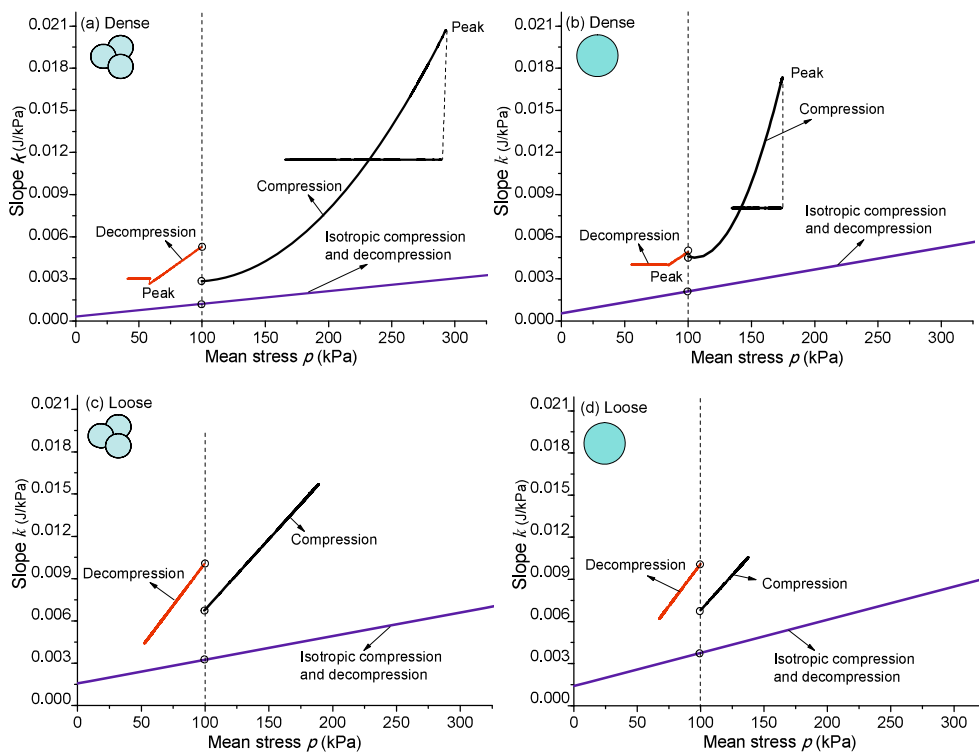 (a) Dense
Peak
Compression
Decompression
Peak
Isotropic compression
and decompression
Slope k (J/kPa)
0.021
0.018
0.015
0.012
0.009
0.006
0.003
0.000
0 50 100 150 200 250 300
Mean stress p (kPa)
(b) Dense
Peak
Compression
Decompression
Peak
Isotropic compression
and decompression
Slope k (J/kPa)
0.021
0.018
0.015
0.012
0.009
0.006
0.003
0.000
0 50 100 150 200 250 300
Mean stress p (kPa)
(c) Loose
Compression
Decompression
Isotropic compression
and decompression
Slope k (J/kPa)
0.021
0.018
0.015
0.012
0.009
0.006
0.003
0.000
0 50 100 150 200 250 300
Mean stress p (kPa)
(d) Loose
Decompression
Compression
Isotropic compression
and decompression
Slope k (J/kPa)
0.021
0.018
0.015
0.012
0.009
0.006
0.003
0.000
0 50 100 150 200 250 300
Mean stress p (kPa)